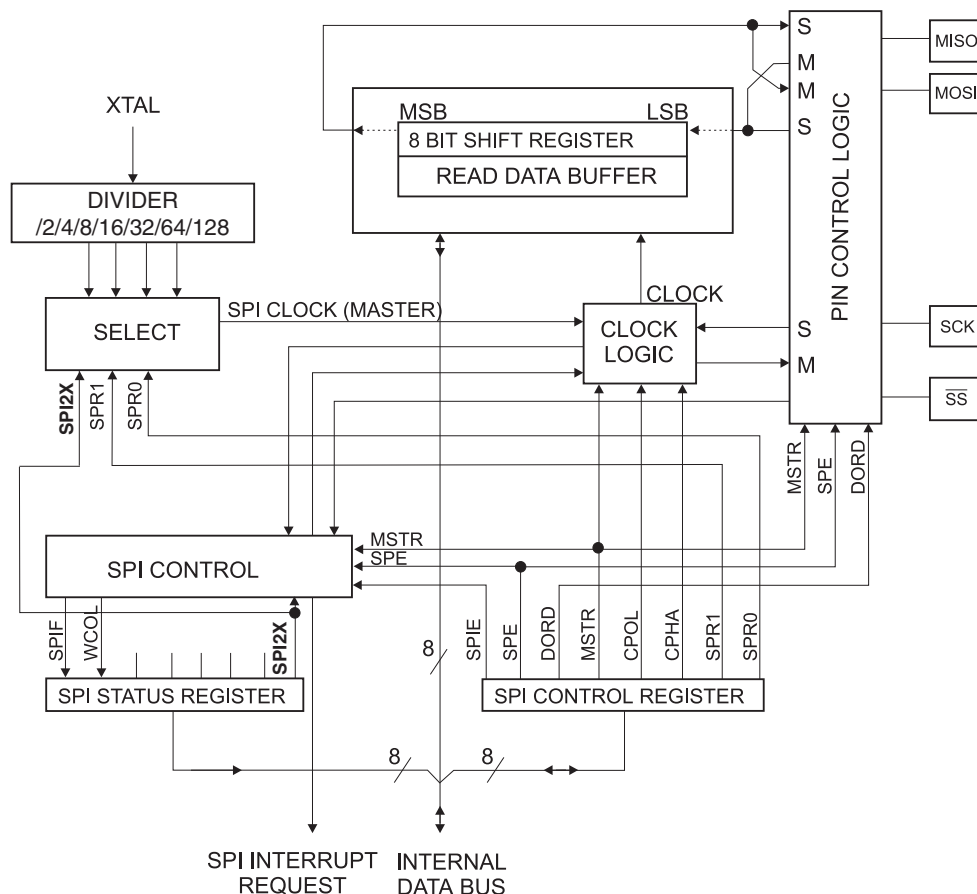 S
MISO
M
M
MOSI
XTAL
MSB
LSB
S
8 BIT SHIFT REGISTER
READ DATA BUFFER
PIN CONTROL LOGIC
DIVIDER
/2/4/8/16/32/64/128
SPI CLOCK (MASTER)
CLOCK
SELECT
CLOCK
LOGIC
S
M
SCK
SS
SPI2X
SPR1
SPR0
MSTR
SPE
DORD
MSTR
SPE
SPI CONTROL
SPIF
WCOL
SPI2X
8
SPIE
SPE
DORD
MSTR
CPOL
CPHA
SPR1
SPR0
SPI STATUS REGISTER
SPI CONTROL REGISTER
8
8
SPI INTERRUPT
REQUEST
INTERNAL
DATA BUS